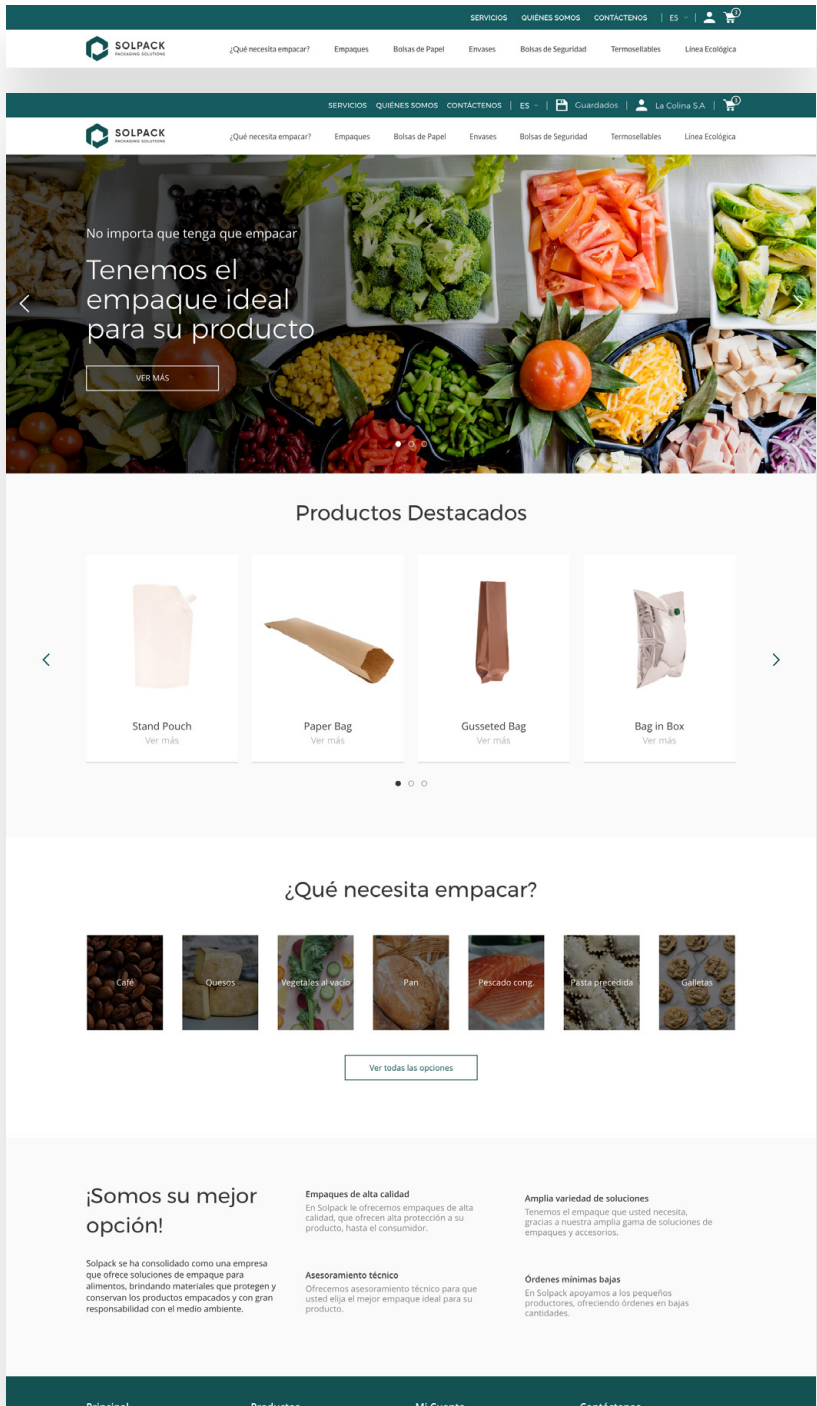 SERVICIOS QUIÉNES SOMOS CONTÁCTENOS | ES |
SOLPACK
PACKAGING SOLUTIONS
¿Qué necesita empacar? Empaques Bolsas de Papel Envases Bolsas de Seguridad Termosellables Línea Ecológica
SERVICIOS QUIÉNES SOMOS CONTÁCTENOS | ES | Guardados | La Colina S.A |
SOLPACK
PACKAGING SOLUTIONS
¿Qué necesita empacar? Empaques Bolsas de Papel Envases Bolsas de Seguridad Termosellables Línea Ecológica
No importa que tenga que empacar
Tenemos el
empaque ideal
para su producto
VER MÁS
Productos Destacados
Stand Pouch
Ver más
Paper Bag
Ver más
Gusseted Bag
Ver más
Bag in Box
Ver más
¿Qué necesita empacar?
Café
Quesos
Vegetales al vacío
Pan
Pescado cong.
Pasta precedida
Galletas
Ver todas las opciones
¡Somos su mejor
opción!
Solpack se ha consolidado como una empresa
que ofrece soluciones de empaque para
alimentos, brindando materiales que protegen y
conservan los productos empacados y con gran
responsabilidad con el medio ambiente.
Empaques de alta calidad
En Solpack le ofrecemos empaques de alta
calidad, que ofrecen alta protección a su
producto, hasta el consumidor.
Amplia variedad de soluciones
Tenemos el empaque que usted necesita,
gracias a nuestra amplia gama de soluciones de
empaques y accesorios.
Asesoramiento técnico
Ofrecemos asesoramiento técnico para que
usted elija el mejor empaque ideal para su
producto.
Órdenes mínimas bajas
En Solpack apoyamos a los pequeños
productores, ofreciendo órdenes en bajas
cantidades.
Principal Productos Mi Cuenta Contáctenos